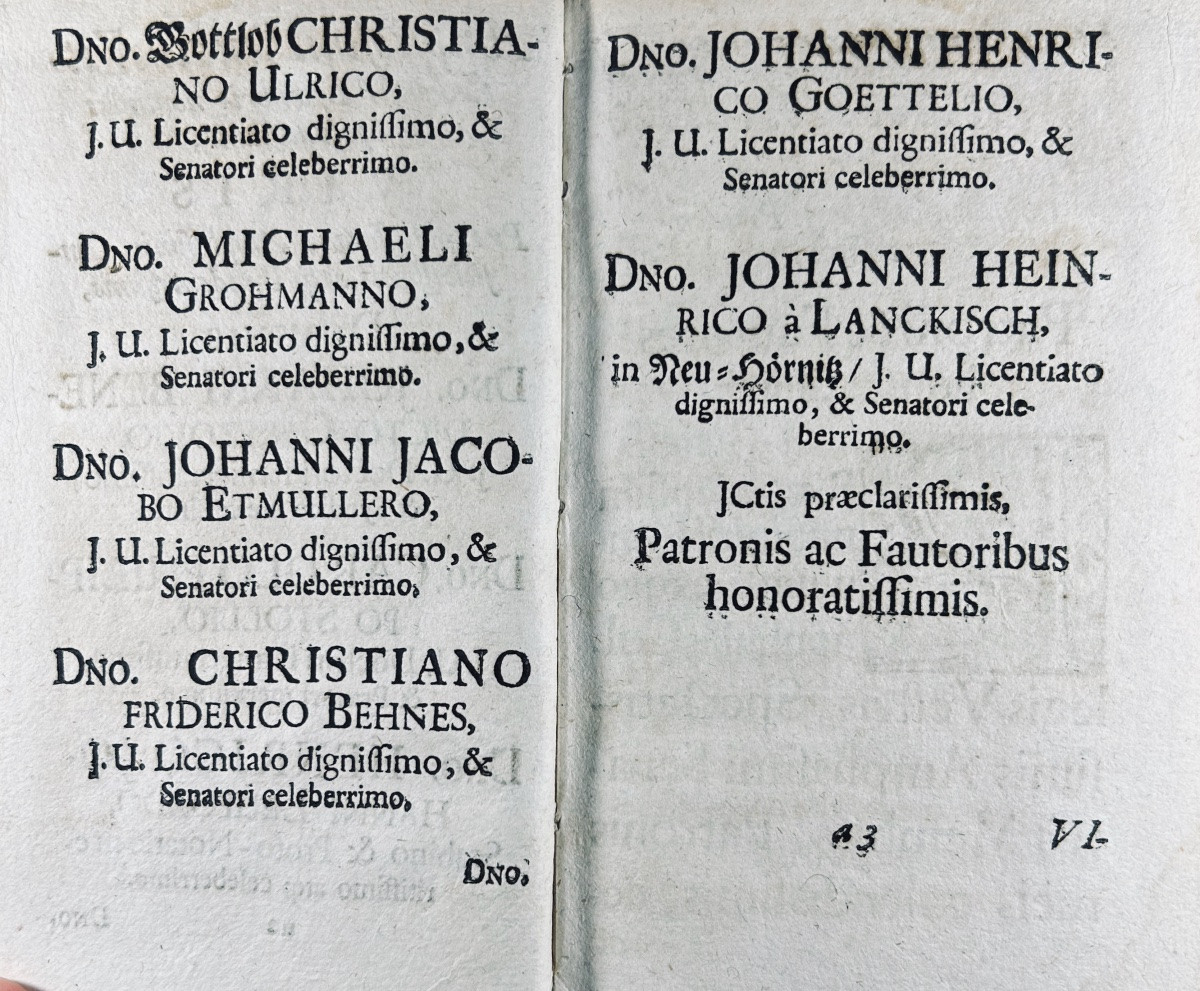 DNO. Gottlob CHRISTIA-
NO ULRICO,
J. U. Licentiato digniſſimo, &
Senatori celeberrimo.
DNO. MICHAELI
GROHMANNO,
J. U. Licentiato digniſſimo, &
Senatori celeberrimo.
DNO. JOHANNI JACO-
BO ETMULLERO,
J. U. Licentiato digniſſimo, &
Senatori celeberrimo,
DNO. CHRISTIANO
FRIDERICO BEHNES,
J. U. Licentiato digniſſimo, &
Senatori celeberrimo,
DNO.
DNO. JOHANNI HENRI-
CO GOETTELIO,
J. U. Licentiato digniſſimo, &
Senatori celeberrimo.
DNO. JOHANNI HEIN-
RICO à LANCKISCH,
in Neu-Hörnitz / J. U. Licentiato
digniſſimo, & Senatori cele-
berrimo.
JCtis præclariſſimis,
Patronis ac Fautoribus
honoratiſſimis.
a3 VI-